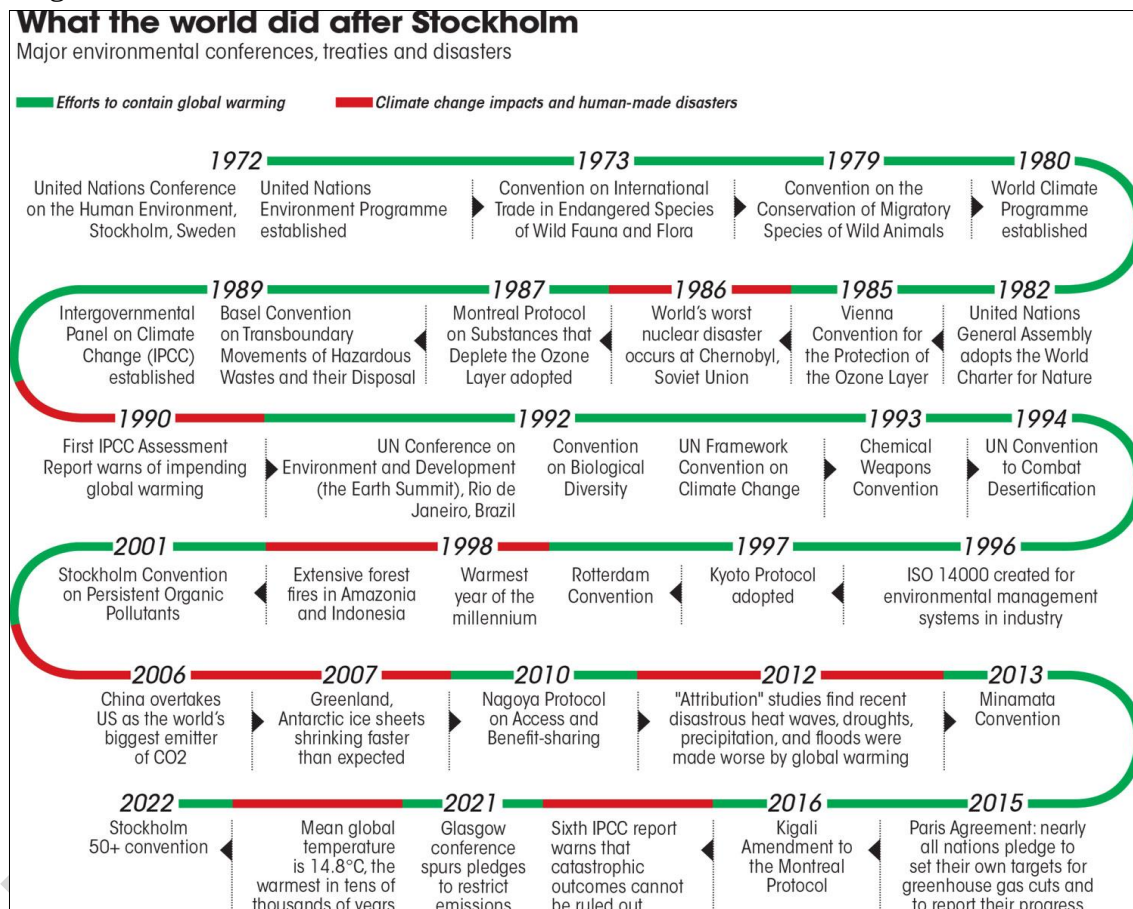 What the world did after Stockholm
Major environmental conferences, treaties and disasters
Efforts to contain global warming
Climate change impacts and human-made disasters
1972
United Nations Conference
on the Human Environment,
Stockholm, Sweden
United Nations
Environment Programme
established
1973
Convention on International
Trade in Endangered Species
of Wild Fauna and Flora
1979
Convention on the
Conservation of Migratory
Species of Wild Animals
1980
World Climate
Programme
established
1982
United Nations
General Assembly
adopts the World
Charter for Nature
1985
Vienna
Convention for
the Protection of
the Ozone Layer
1986
World's worst
nuclear disaster
occurs at Chernobyl,
Soviet Union
1987
Montreal Protocol
on Substances that
Deplete the Ozone
Layer adopted
1989
Basel Convention
on Transboundary
Movements of Hazardous
Wastes and their Disposal
Intergovernmental
Panel on Climate
Change (IPCC)
established
1990
First IPCC Assessment
Report warns of impending
global warming
1992
UN Conference on
Environment and Development
(the Earth Summit), Rio de
Janeiro, Brazil
Convention
on Biological
Diversity
UN Framework
Convention on
Climate Change
1993
Chemical
Weapons
Convention
1994
UN Convention
to Combat
Desertification
1996
ISO 14000 created for
environmental management
systems in industry
1997
Kyoto Protocol
adopted
Rotterdam
Convention
1998
Warmest
year of the
millennium
Extensive forest
fires in Amazonia
and Indonesia
2001
Stockholm Convention
on Persistent Organic
Pollutants
2006
China overtakes
US as the world's
biggest emitter
of CO2
2007
Greenland,
Antarctic ice sheets
shrinking faster
than expected
2010
Nagoya Protocol
on Access and
Benefit-sharing
2012
"Attribution" studies find recent
disastrous heat waves, droughts,
precipitation, and floods were
made worse by global warming
2013
Minamata
Convention
2015
Paris Agreement: nearly
all nations pledge to
set their own targets for
greenhouse gas cuts and
to report their progress
2016
Kigali
Amendment to
the Montreal
Protocol
Sixth IPCC report
warns that
catastrophic
outcomes cannot
be ruled out
2021
Glasgow
conference
spurs pledges
to restrict
emissions
Mean global
temperature
is 14.8°C, the
warmest in tens of
thousands of years
2022
Stockholm
50+ convention